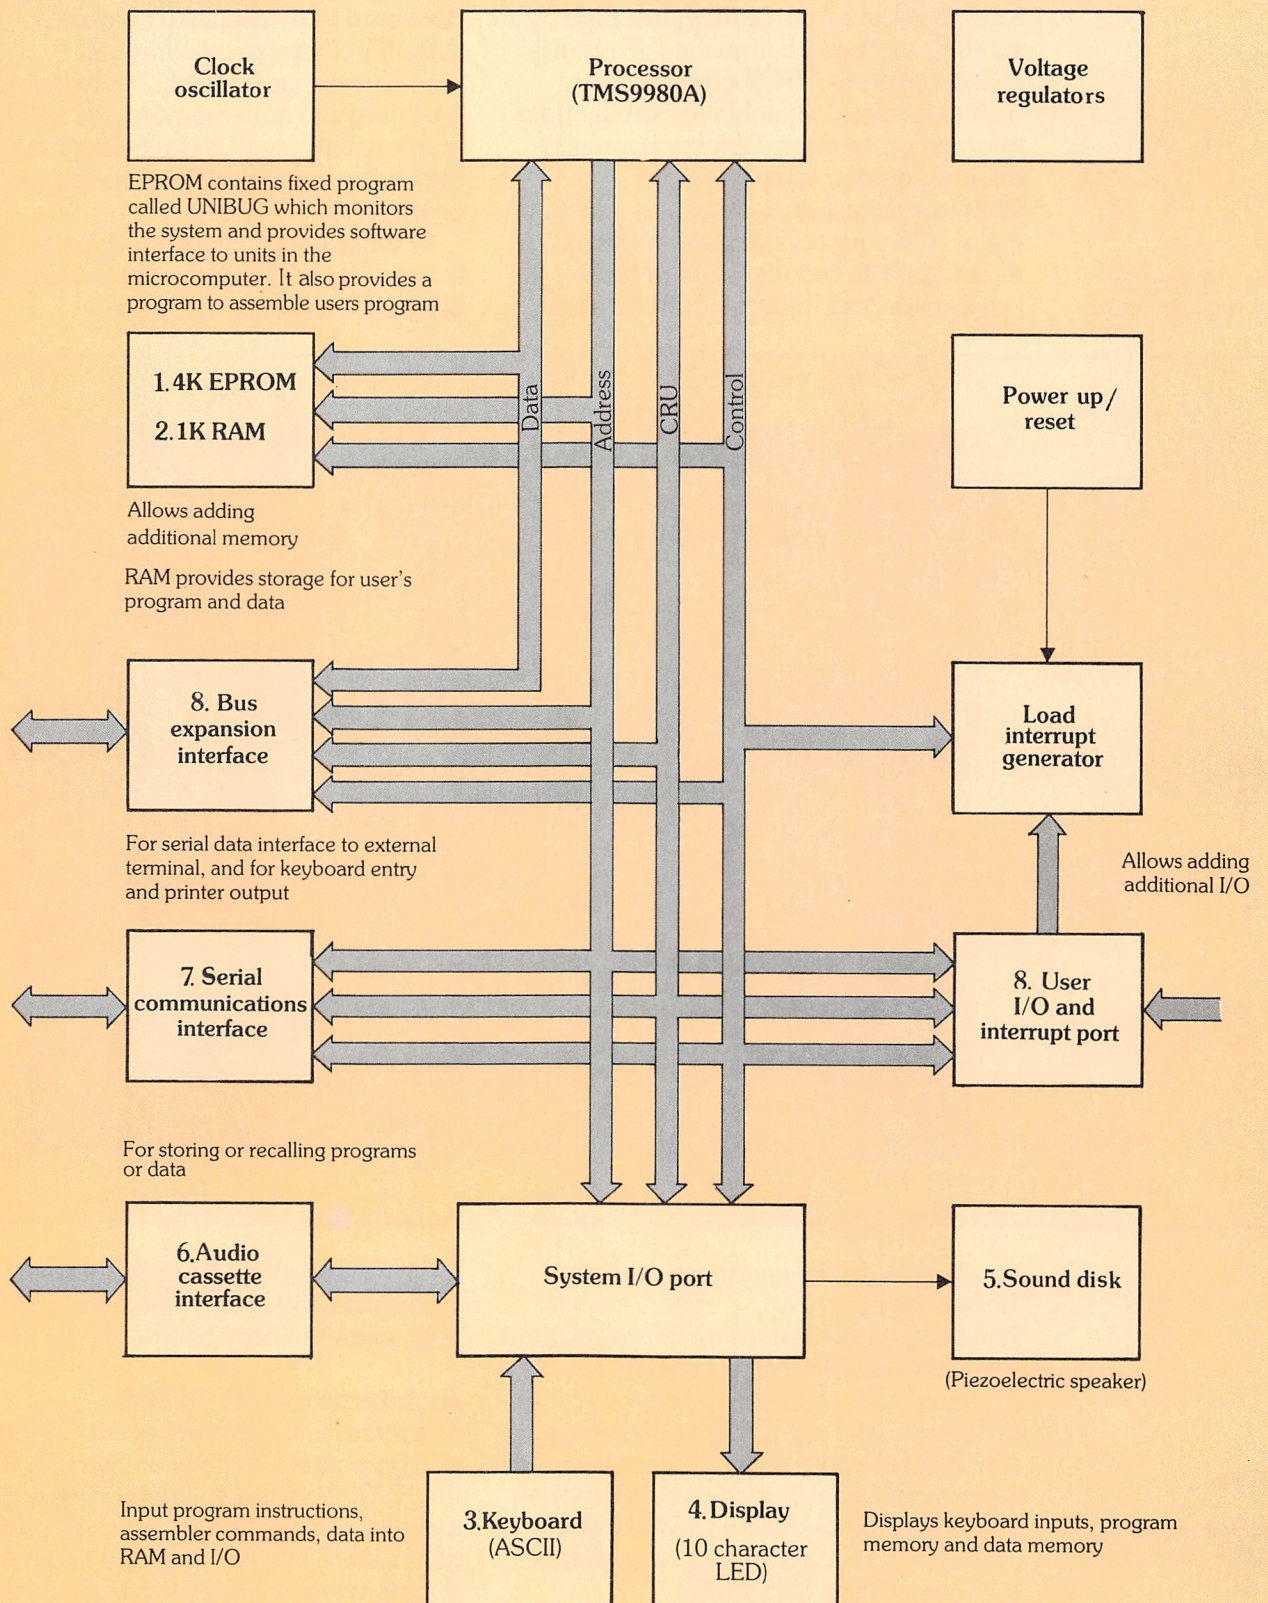 Clock
oscillator
Processor
(TMS9980A)
Voltage
regulators
EPROM contains fixed program
called UNIBUG which monitors
the system and provides software
interface to units in the
microcomputer. It also provides a
program to assemble users program
1.4K EPROM
2.1K RAM
Data
Address
CRU
Control
Power up/
reset
Allows adding
additional memory
RAM provides storage for user's
program and data
8. Bus
expansion
interface
Load
interrupt
generator
For serial data interface to external
terminal, and for keyboard entry
and printer output
Allows adding
additional I/O
7. Serial
communications
interface
8. User
I/O and
interrupt port
For storing or recalling programs
or data
6.Audio
cassette
interface
System I/O port
5.Sound disk
(Piezoelectric speaker)
Input program instructions,
assembler commands, data into
RAM and I/O
3.Keyboard
(ASCII)
4.Display
(10 character
LED)
Displays keyboard inputs, program
memory and data memory